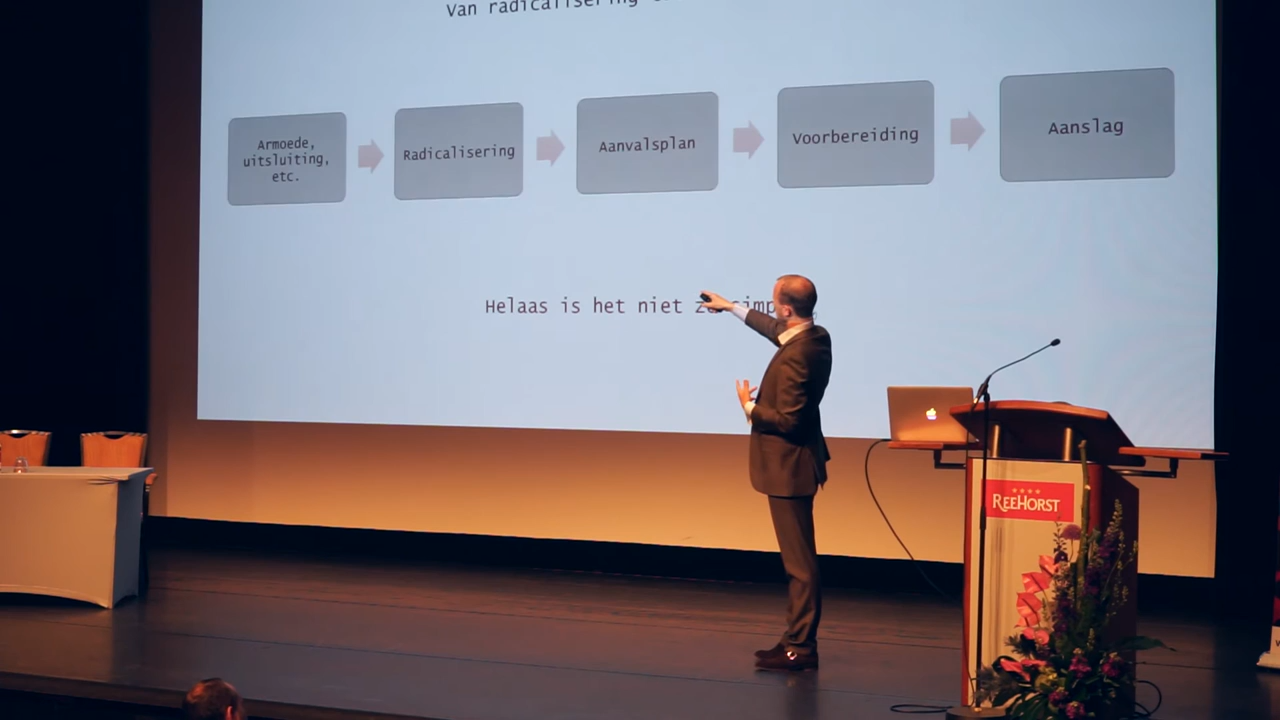 Van radicalisering
Armoede,
uitsluiting,
etc.
Radicalisering
Aanvalsplan
Voorbereiding
Aanslag
Helaas is het niet
REEHORST